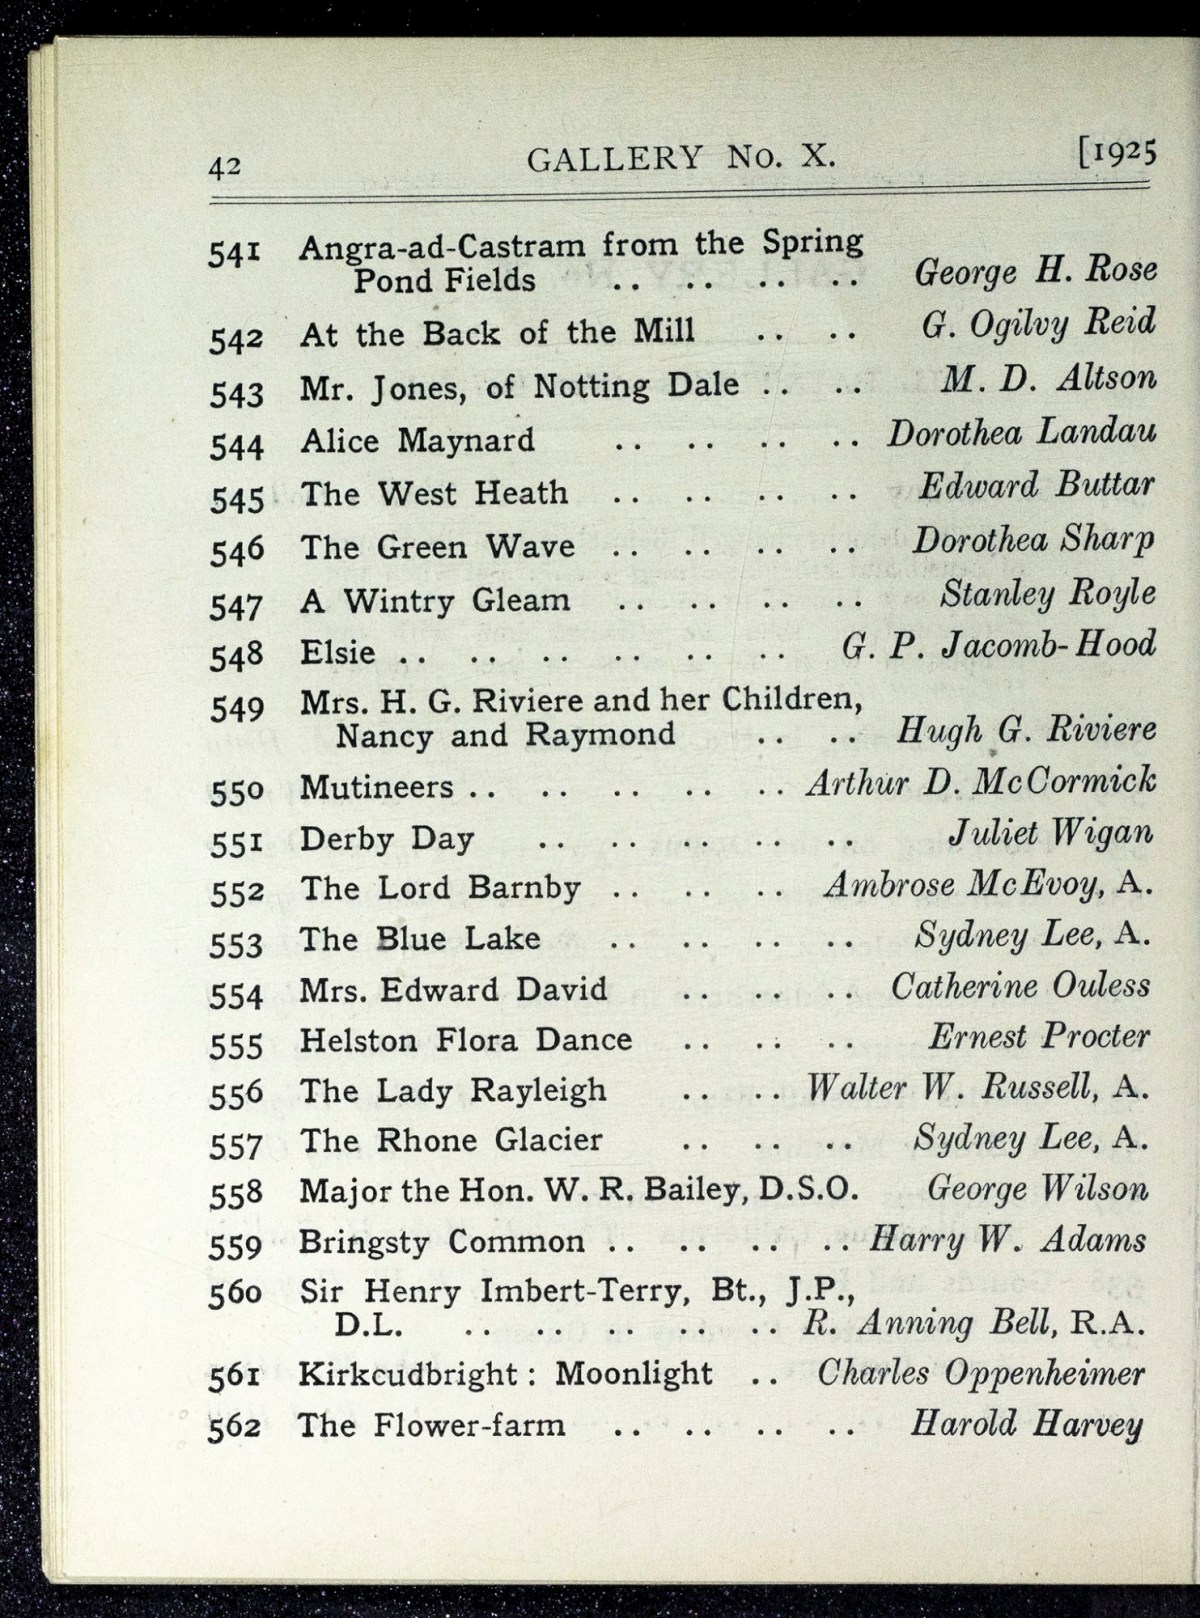 42 GALLERY No. X. [1925
541 Angra-ad-Castram from the Spring
Pond Fields .. .. .. .. George H. Rose
542 At the Back of the Mill .. .. G. Ogilvy Reid
543 Mr. Jones, of Notting Dale .. .. M. D. Altson
544 Alice Maynard .. .. .. .. Dorothea Landau
545 The West Heath .. .. .. .. Edward Buttar
546 The Green Wave .. .. .. .. Dorothea Sharp
547 A Wintry Gleam .. .. .. .. Stanley Royle
548 Elsie .. .. .. .. .. .. G. P. Jacomb-Hood
549 Mrs. H. G. Riviere and her Children,
Nancy and Raymond .. .. Hugh G. Riviere
550 Mutineers .. .. .. .. .. Arthur D. McCormick
551 Derby Day .. .. .. .. .. Juliet Wigan
552 The Lord Barnby .. .. .. Ambrose McEvoy, A.
553 The Blue Lake .. .. .. .. Sydney Lee, A.
554 Mrs. Edward David .. .. .. Catherine Ouless
555 Helston Flora Dance .. .. .. Ernest Procter
556 The Lady Rayleigh .. .. Walter W. Russell, A.
557 The Rhone Glacier .. .. .. Sydney Lee, A.
558 Major the Hon. W. R. Bailey, D.S.O. George Wilson
559 Bringsty Common .. .. .. .. Harry W. Adams
560 Sir Henry Imbert-Terry, Bt., J.P.,
D.L. .. .. .. .. .. R. Anning Bell, R.A.
561 Kirkcudbright : Moonlight .. Charles Oppenheimer
562 The Flower-farm .. .. .. .. Harold Harvey